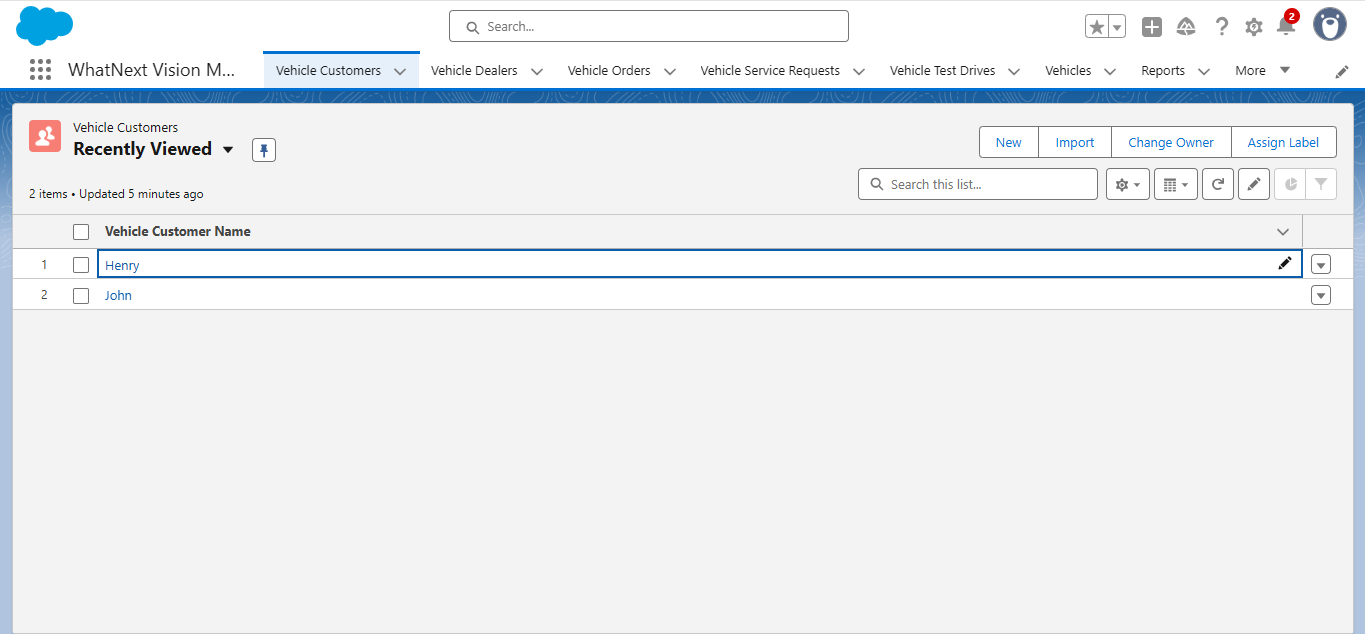 Search...
2
WhatNext Vision M...
Vehicle Customers
Vehicle Dealers
Vehicle Orders
Vehicle Service Requests
Vehicle Test Drives
Vehicles
Reports
More
Vehicle Customers
Recently Viewed
New
Import
Change Owner
Assign Label
2 items • Updated 5 minutes ago
Search this list...
Vehicle Customer Name
1 Henry
2 John